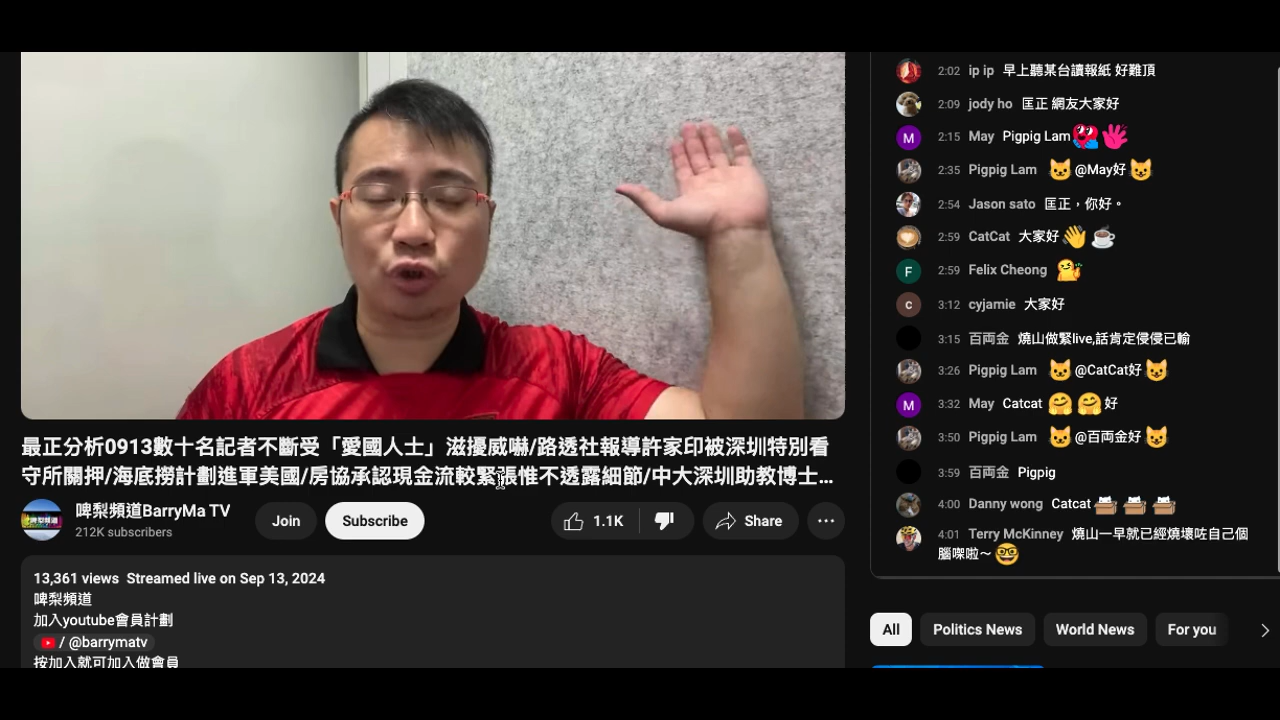 最正分析0913數十名記者不斷受「愛國人士」滋擾威嚇/路透社報導許家印被深圳特別看
守所關押/海底撈計劃進軍美國/房協承認現金流較緊張惟不透露細節/中大深圳助教博士...
啤梨頻道BarryMa TV
212K subscribers
Join
Subscribe
1.1K
Share
13,361 views Streamed live on Sep 13, 2024
啤梨頻道
加入youtube會員計劃
/ @barrymatv
按加入就可加入做會員
2:02 ip ip 早上聽某台讀報紙 好難頂
2:09 jody ho 匡正 網友大家好
M 2:15 May Pigpig Lam
2:35 Pigpig Lam @May好
2:54 Jason sato 匡正，你好。
2:59 CatCat 大家好
F 2:59 Felix Cheong
c 3:12 cyjamie 大家好
3:15 百両金 燒山做緊live,話肯定侵侵已輸
3:26 Pigpig Lam @CatCat好
M 3:32 May Catcat 好
3:50 Pigpig Lam @百両金好
3:59 百両金 Pigpig
4:00 Danny wong Catcat
4:01 Terry McKinney 燒山一早就已經燒壞咗自己個
腦㗎啦～
All
Politics News
World News
For you